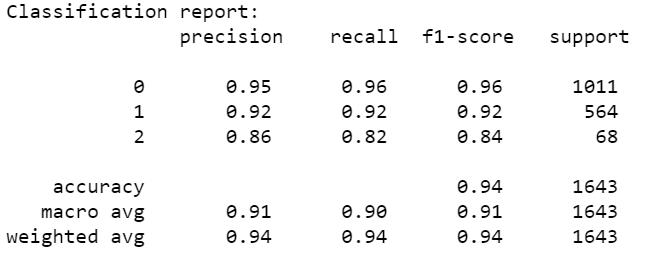 Classification report:
precision recall f1-score support
0 0.95 0.96 0.96 1011
1 0.92 0.92 0.92 564
2 0.86 0.82 0.84 68
accuracy 0.94 1643
macro avg 0.91 0.90 0.91 1643
weighted avg 0.94 0.94 0.94 1643